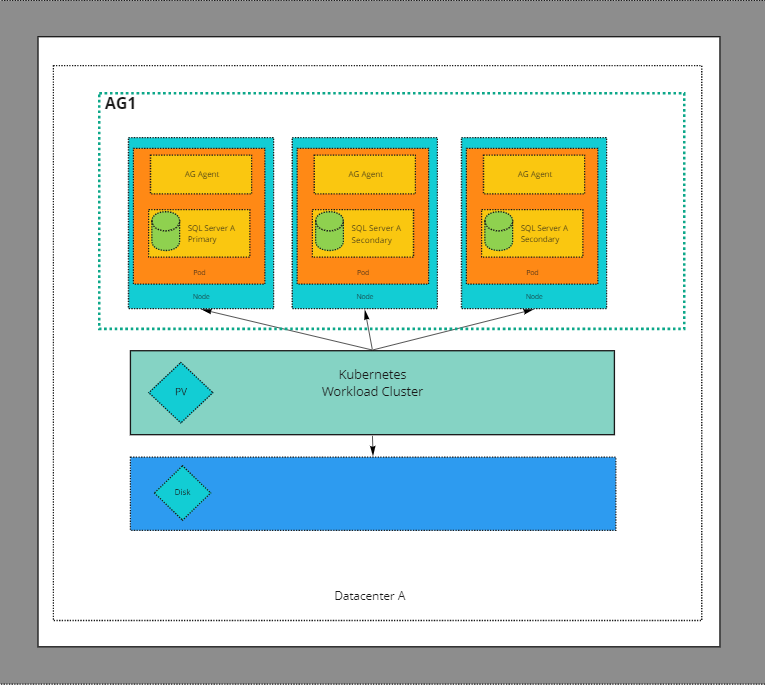 AG1
AG Agent
AG Agent
AG Agent
SQL Server A
Primary
SQL Server A
Secondary
SQL Server A
Secondary
Pod
Pod
Pod
Node
Node
Node
Kubernetes
Workload Cluster
PV
Disk
Datacenter A